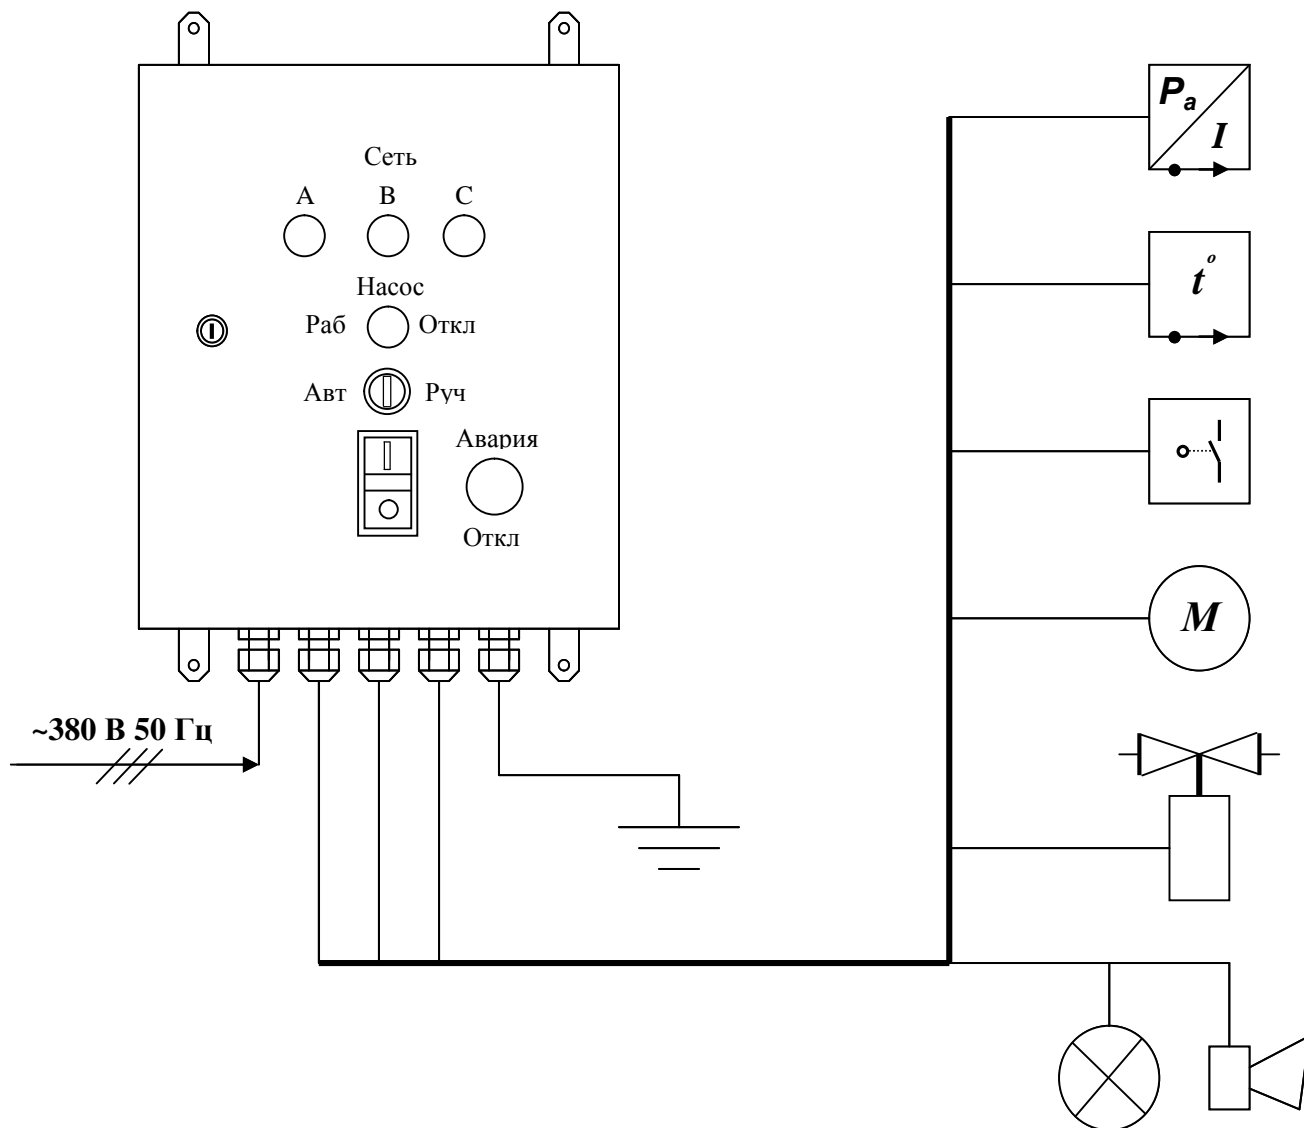 Сеть
А В С
Насос
Раб Откл
Авт Руч
Авария
Откл
~380 В 50 Гц
Pa
I
t°
M